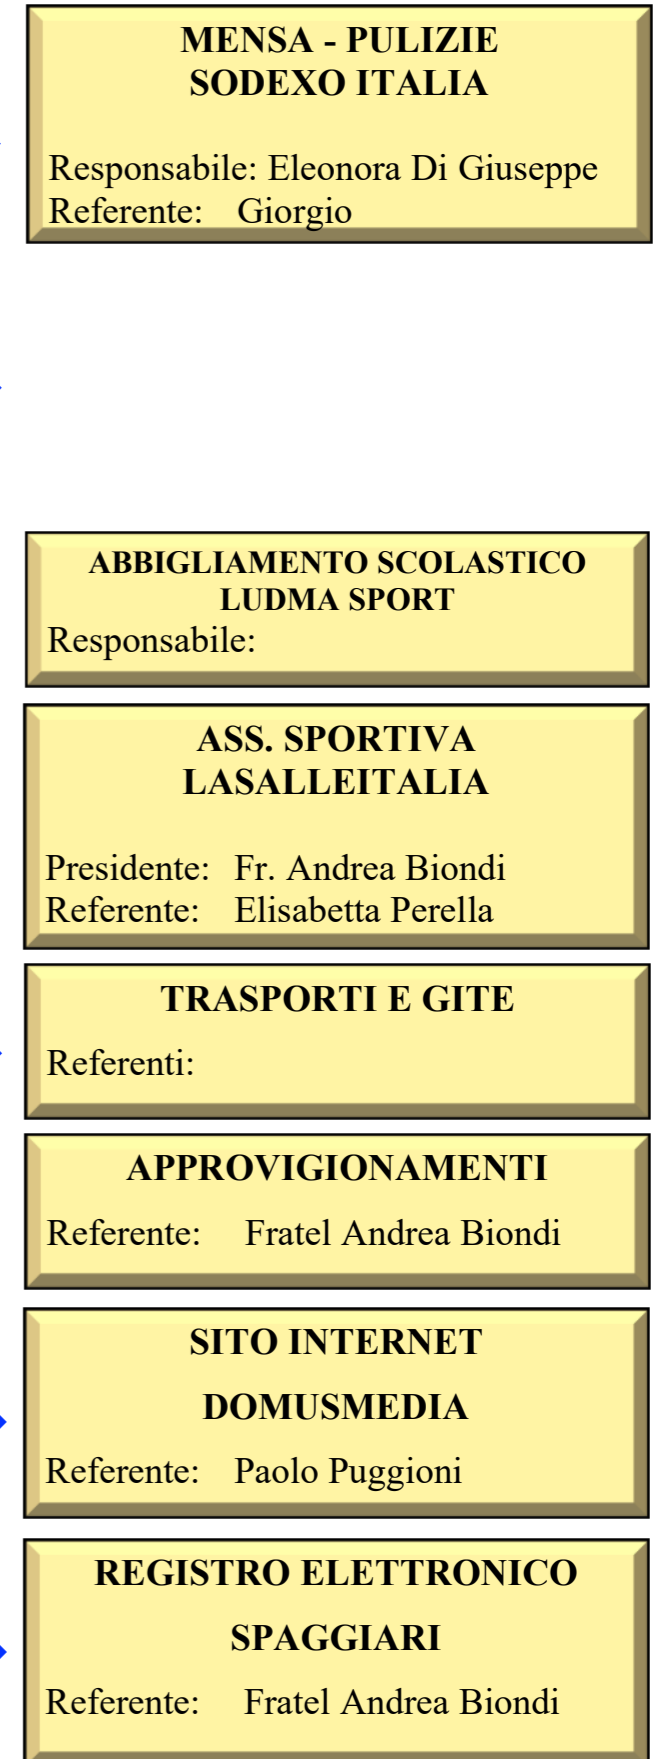 MENSA - PULIZIE
SODEXO ITALIA
Responsabile: Eleonora Di Giuseppe
Referente: Giorgio
ABBIGLIAMENTO SCOLASTICO
LUDMA SPORT
Responsabile:
ASS. SPORTIVA
LASALLEITALIA
Presidente: Fr. Andrea Biondi
Referente: Elisabetta Perella
TRASPORTI E GITE
Referenti:
APPROVIGIONAMENTI
Referente: Fratel Andrea Biondi
SITO INTERNET
DOMUSMEDIA
Referente: Paolo Puggioni
REGISTRO ELETTRONICO
SPAGGIARI
Referente: Fratel Andrea Biondi